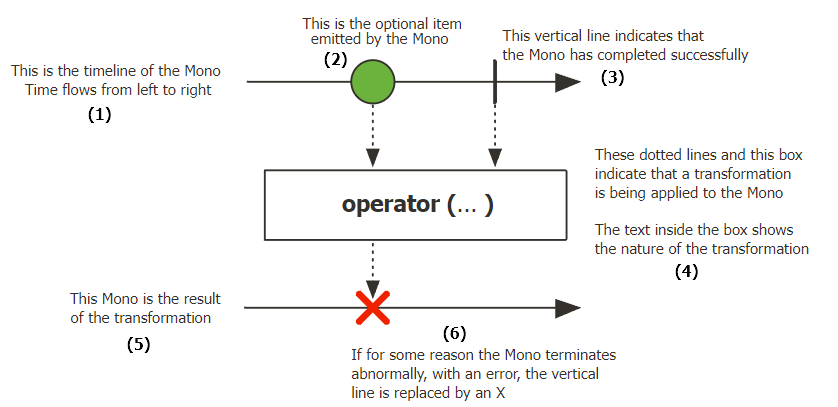 This is the optional item
emitted by the Mono
(2)
This vertical line indicates that
the Mono has completed successfully
(3)
This is the timeline of the Mono
Time flows from left to right
(1)
These dotted lines and this box
indicate that a transformation
is being applied to the Mono
operator (... )
The text inside the box shows
the nature of the transformation
(4)
This Mono is the result
of the transformation
(5)
(6)
If for some reason the Mono terminates
abnormally, with an error, the vertical
line is replaced by an X